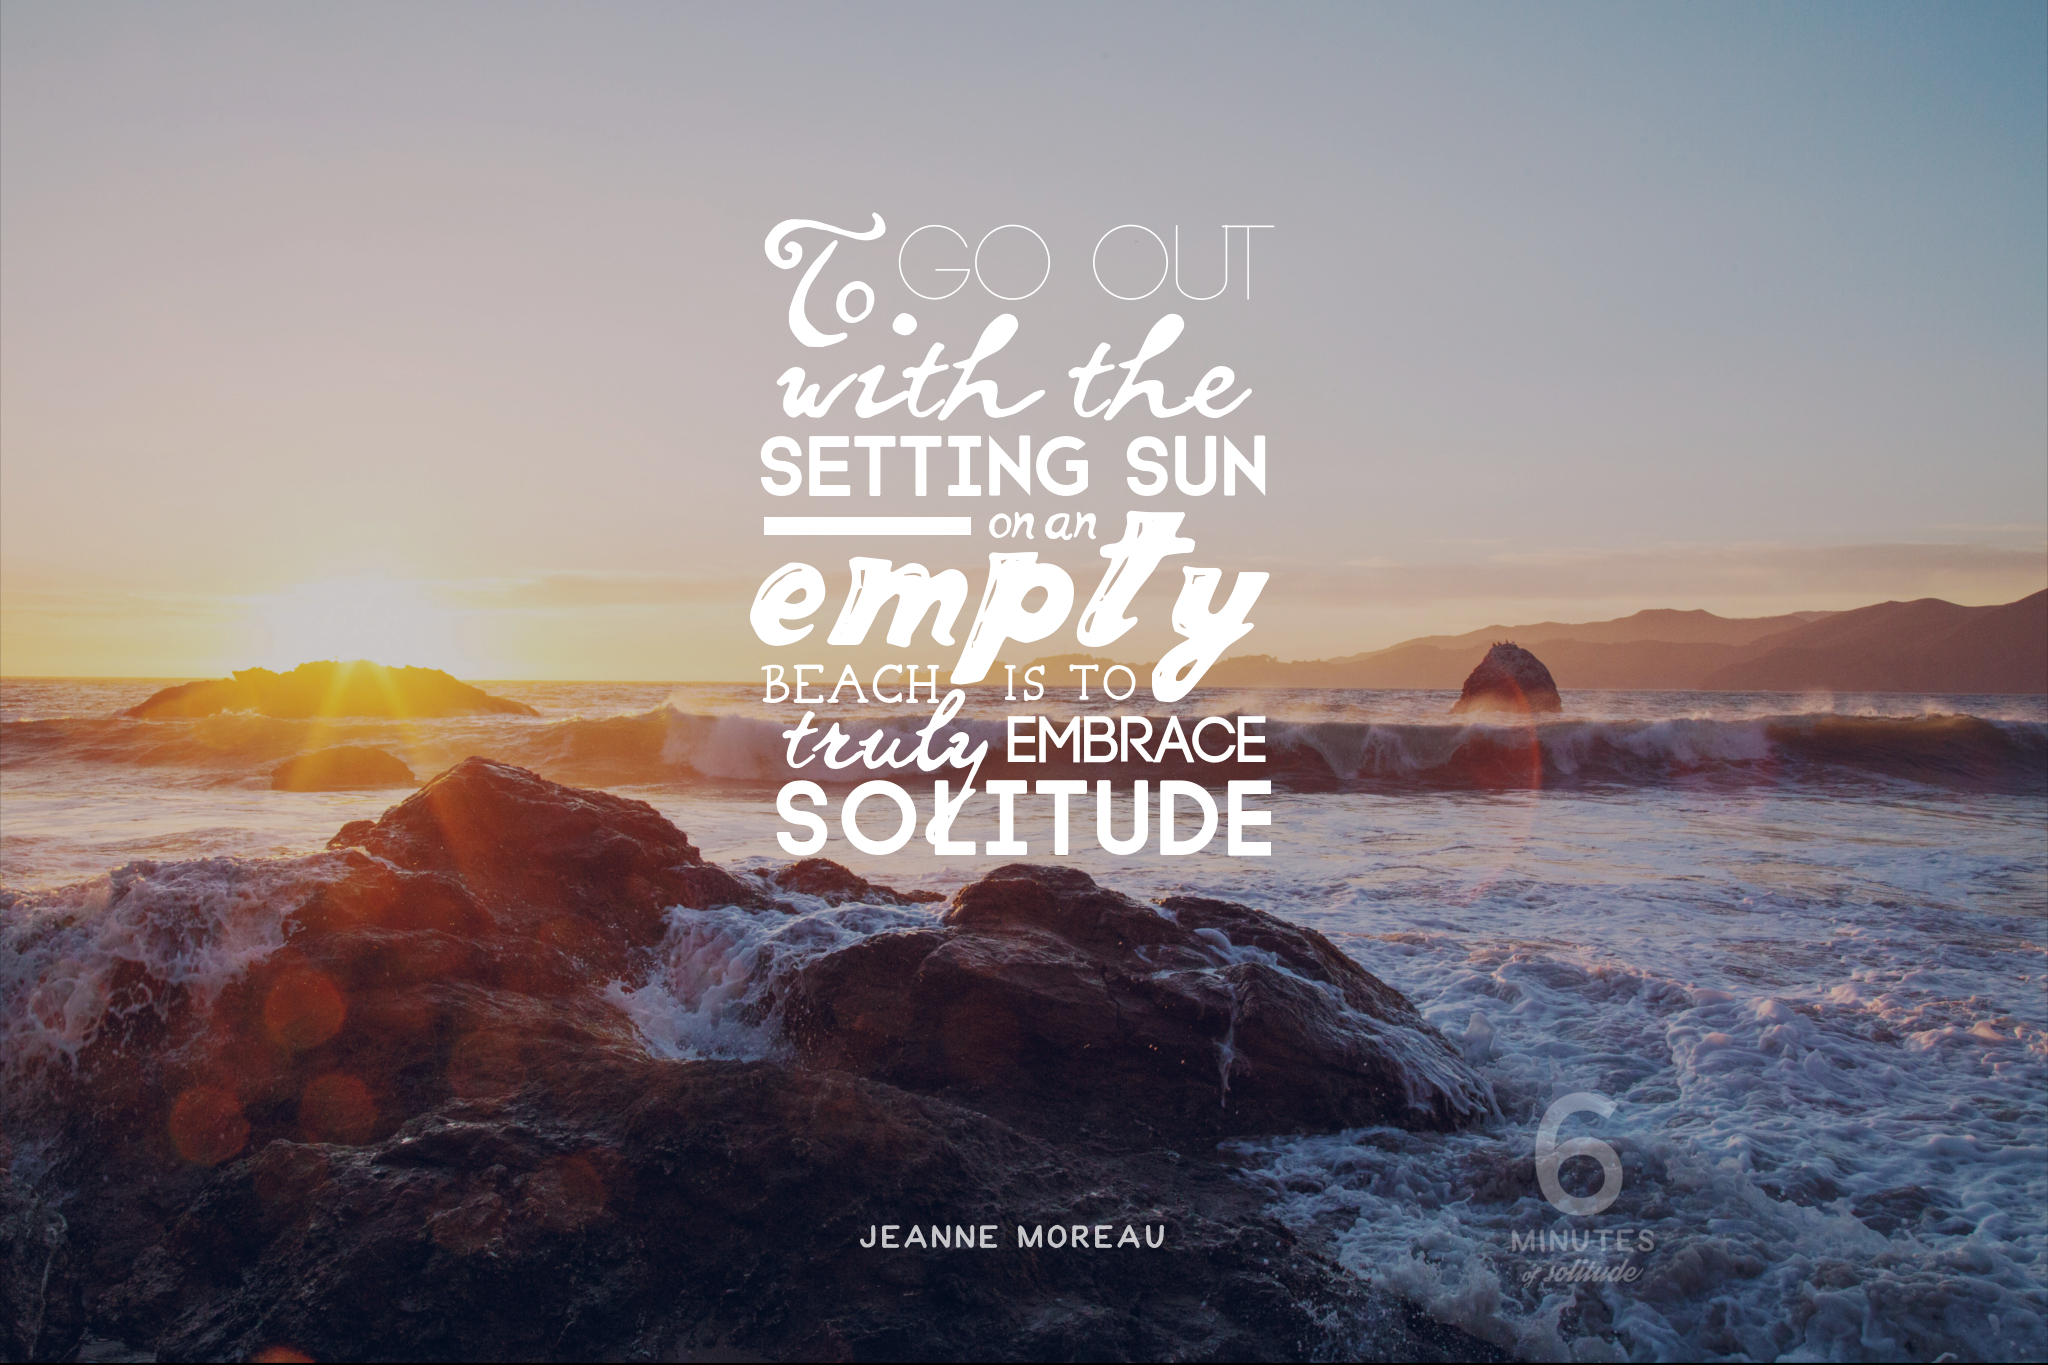 To GO OUT
with the
SETTING SUN
on an
empty
BEACH IS TO
truly EMBRACE
SOLITUDE
JEANNE MOREAU
6
MINUTES
of solitude